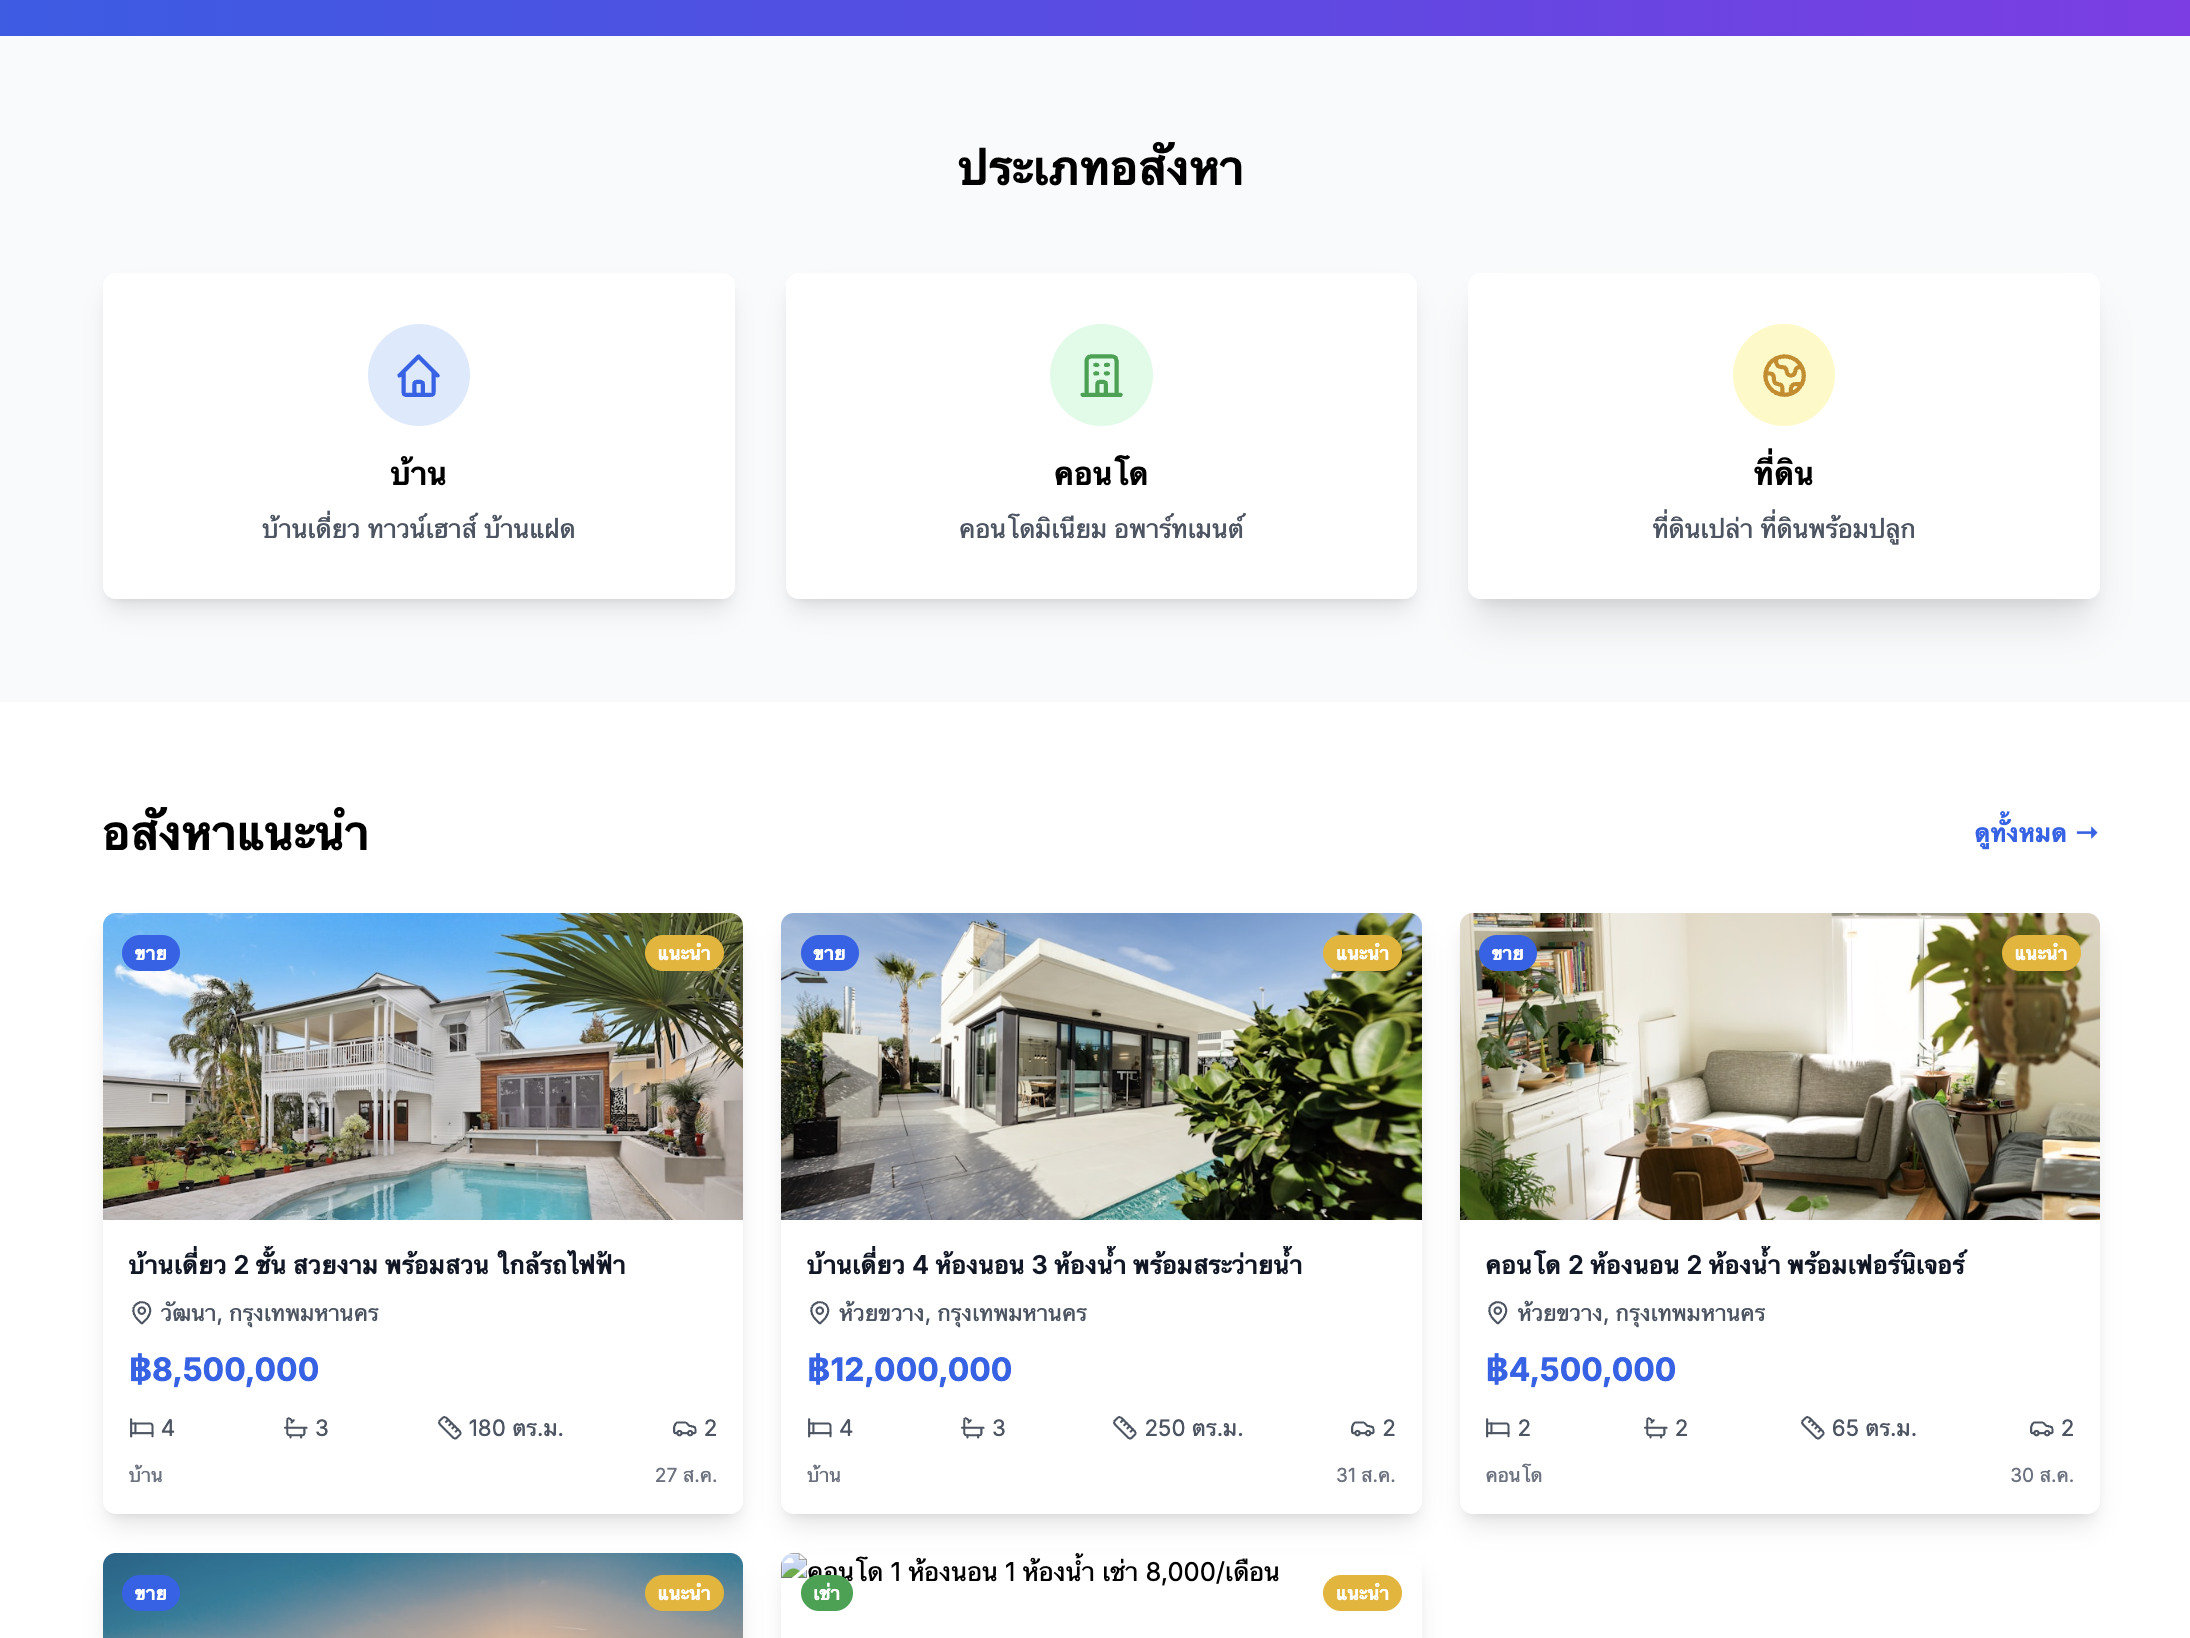 ประเภทอสังหา
บ้าน
บ้านเดี่ยว ทาวน์เฮาส์ บ้านแฝด
คอนโด
คอนโดมิเนียม อพาร์ทเมนต์
ที่ดิน
ที่ดินเปล่า ที่ดินพร้อมปลูก
อสังหาแนะนำ
ดูทั้งหมด →
ขาย
แนะนำ
บ้านเดี่ยว 2 ชั้น สวยงาม พร้อมสวน ใกล้รถไฟฟ้า
วัฒนา, กรุงเทพมหานคร
฿8,500,000
4 3 180 ตร.ม. 2
บ้าน 27 ส.ค.
ขาย
แนะนำ
บ้านเดี่ยว 4 ห้องนอน 3 ห้องน้ำ พร้อมสระว่ายน้ำ
ห้วยขวาง, กรุงเทพมหานคร
฿12,000,000
4 3 250 ตร.ม. 2
บ้าน 31 ส.ค.
ขาย
แนะนำ
คอนโด 2 ห้องนอน 2 ห้องน้ำ พร้อมเฟอร์นิเจอร์
ห้วยขวาง, กรุงเทพมหานคร
฿4,500,000
2 2 65 ตร.ม. 2
คอนโด 30 ส.ค.
ขาย
แนะนำ
คอนโด 1 ห้องนอน 1 ห้องน้ำ เช่า 8,000/เดือน
เช่า
แนะนำ